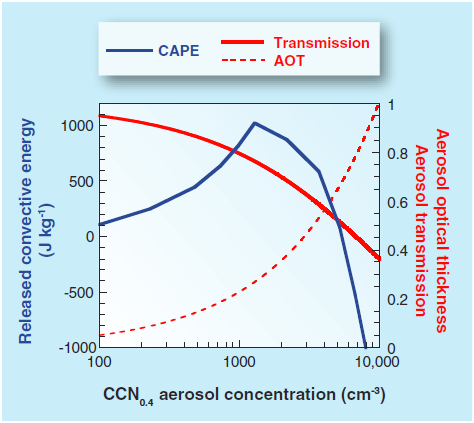 CAPE
Transmission
AOT
Released convective energy
(J kg-1)
1000
500
0
-500
-1000
1
0.8
0.6
0.4
0.2
0
Aerosol optical thickness
Aerosol transmission
100
1000
10,000
CCN0.4 aerosol concentration (cm-3)